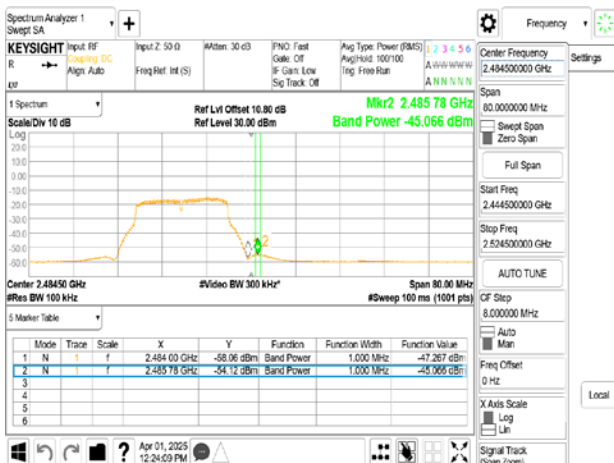 Spectrum Analyzer 1
Swept SA
+
Frequency
KEYSIGHT Input: RF Input Z: 50 Ω #Atten: 30 dB PNO: Fast Avg Type: Power (RMS) 1 2 3 4 5 6
R Coupling: DC Gate: Off Avg|Hold: 100/100 A W W W W W
Align: Auto Freq Ref: Int (S) IF Gain: Low Trig: Free Run
Sig Track: Off A N N N N N
1 Spectrum
Scale/Div 10 dB
Ref Lvl Offset 10.80 dB
Ref Level 30.00 dBm
Mkr2 2.485 78 GHz
Band Power -45.066 dBm
Log
20.0
10.0
0.00
-10.0
-20.0
-30.0
-40.0
-50.0
-60.0
2
Center 2.48450 GHz #Video BW 300 kHz* Span 80.00 MHz
#Res BW 100 kHz #Sweep 100 ms (1001 pts)
5 Marker Table
Mode Trace Scale X Y Function Function Width Function Value
1 N 1 f 2.484 00 GHz -58.06 dBm Band Power 1.000 MHz -47.267 dBm
2 N 1 f 2.485 78 GHz -54.12 dBm Band Power 1.000 MHz -45.066 dBm
3
4
5
6
?
Apr 01, 2025
12:24:09 PM
Center Frequency
2.484500000 GHz
Settings
Span
80.0000000 MHz
Swept Span
Zero Span
Full Span
Start Freq
2.444500000 GHz
Stop Freq
2.524500000 GHz
AUTO TUNE
CF Step
8.000000 MHz
Auto
Man
Freq Offset
0 Hz
X Axis Scale
Log
Lin
Local
Signal Track
(Span Zoom)